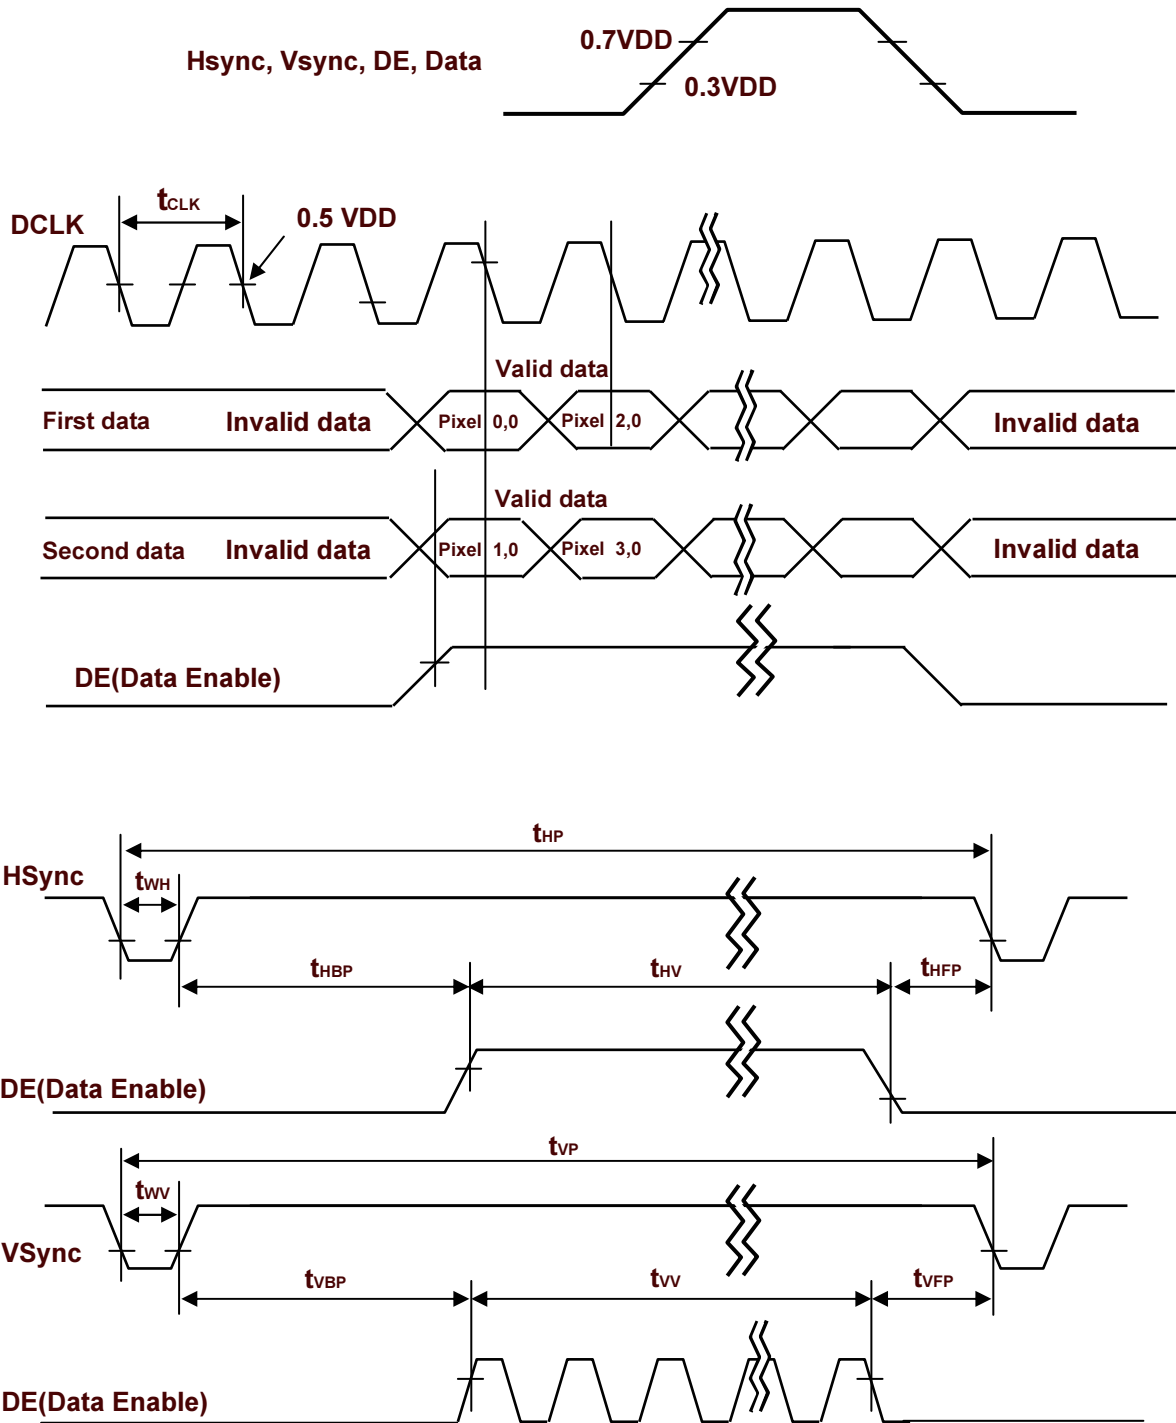 0.7VDD
Hsync, Vsync, DE, Data
0.3VDD
tCLK
DCLK
0.5 VDD
Valid data
First data Invalid data Pixel 0,0 Pixel 2,0 Invalid data
Valid data
Second data Invalid data Pixel 1,0 Pixel 3,0 Invalid data
DE(Data Enable)
tHP
HSync
tWH
tHBP tHV tHFP
DE(Data Enable)
tVP
tWV
VSync
tVBP tVV tVFP
DE(Data Enable)